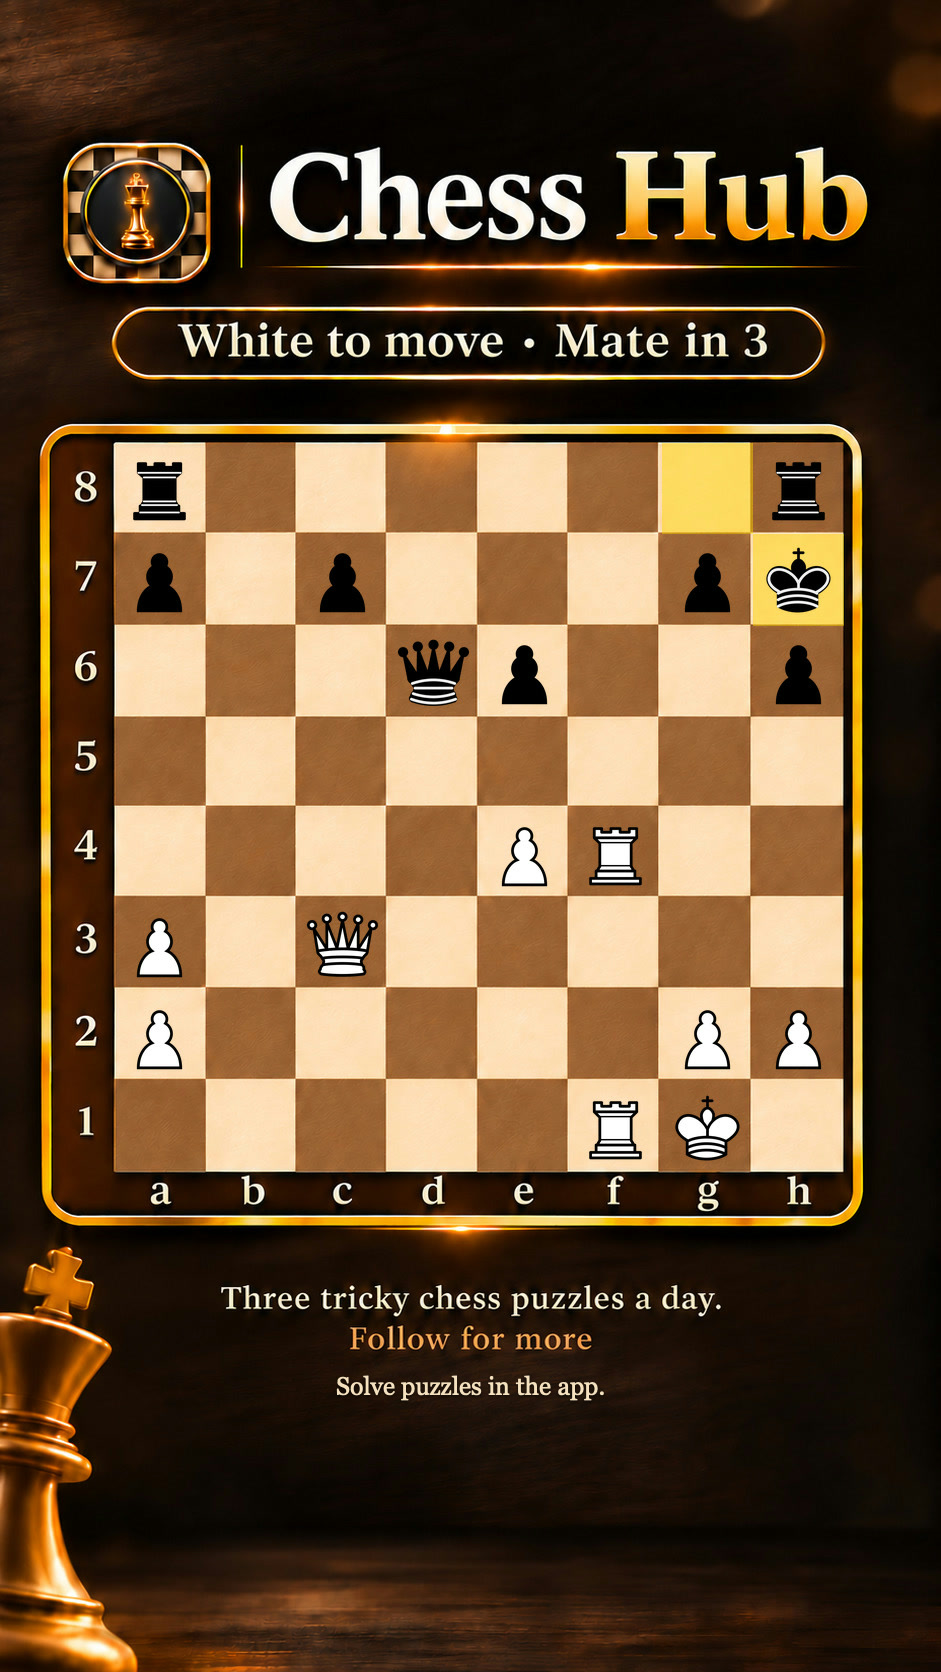 Chess Hub
White to move • Mate in 3
8
7
6
5
4
3
2
1
a b c d e f g h
Three tricky chess puzzles a day.
Follow for more
Solve puzzles in the app.